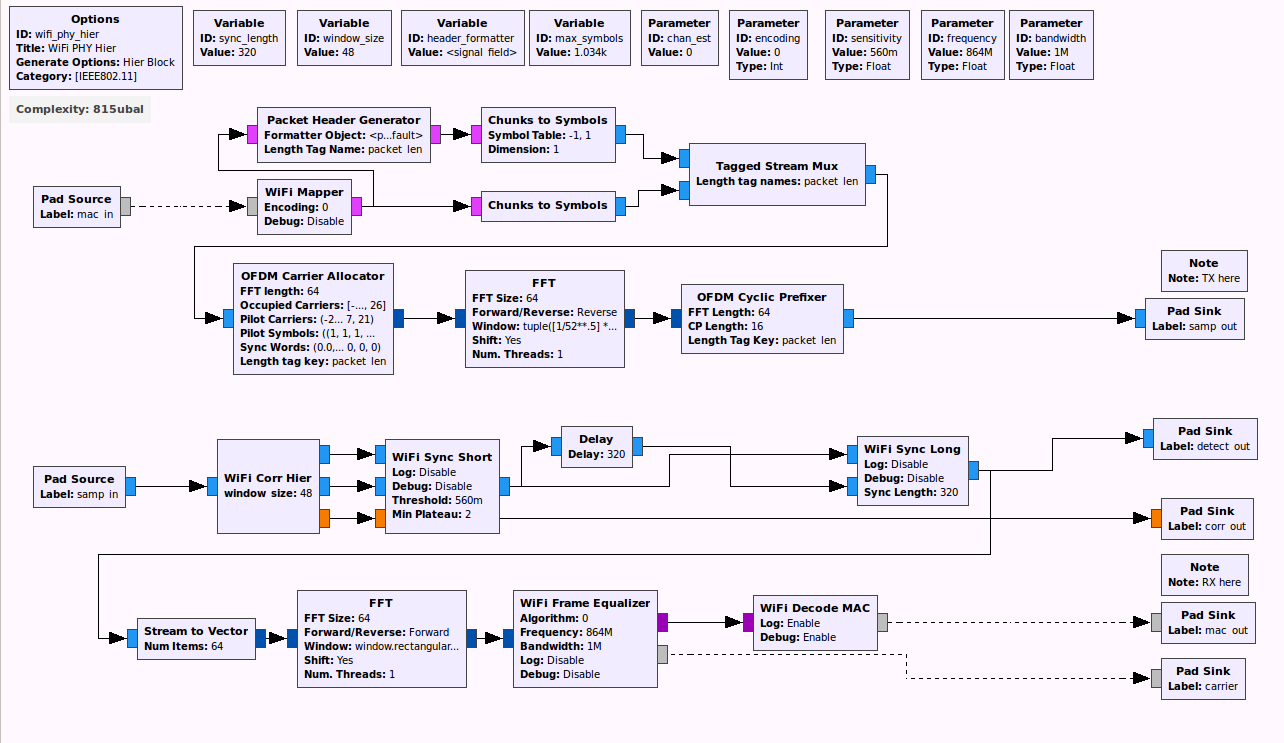 Options
ID: wifi_phy_hier
Title: WiFi PHY Hier
Generate Options: Hier Block
Category: [IEEE802.11]
Variable
ID: sync_length
Value: 320
Variable
ID: window_size
Value: 48
Variable
ID: header_formatter
Value: <signal_field>
Variable
ID: max_symbols
Value: 1.034k
Parameter
ID: chan_est
Value: 0
Parameter
ID: encoding
Value: 0
Type: Int
Parameter
ID: sensitivity
Value: 560m
Type: Float
Parameter
ID: frequency
Value: 864M
Type: Float
Parameter
ID: bandwidth
Value: 1M
Type: Float
Complexity: 815ubal
Packet Header Generator
Formatter Object: <p...fault>
Length Tag Name: packet_len
Chunks to Symbols
Symbol Table: -1, 1
Dimension: 1
Tagged Stream Mux
Length tag names: packet_len
Pad Source
Label: mac_in
WiFi Mapper
Encoding: 0
Debug: Disable
Chunks to Symbols
OFDM Carrier Allocator
FFT length: 64
Occupied Carriers: [-..., 26]
Pilot Carriers: (-2... 7, 21)
Pilot Symbols: ((1, 1, 1, ...
Sync Words: (0.0,... 0, 0, 0)
Length tag key: packet_len
FFT
FFT Size: 64
Forward/Reverse: Reverse
Window: tuple([1/52**.5] *...
Shift: Yes
Num. Threads: 1
OFDM Cyclic Prefixer
FFT Length: 64
CP Length: 16
Length Tag Key: packet_len
Note
Note: TX here
Pad Sink
Label: samp_out
Pad Source
Label: samp_in
WiFi Corr Hier
window_size: 48
WiFi Sync Short
Log: Disable
Debug: Disable
Threshold: 560m
Min Plateau: 2
Delay
Delay: 320
WiFi Sync Long
Log: Disable
Debug: Disable
Sync Length: 320
Pad Sink
Label: detect_out
Pad Sink
Label: corr_out
Note
Note: RX here
Stream to Vector
Num Items: 64
FFT
FFT Size: 64
Forward/Reverse: Forward
Window: window.rectangular...
Shift: Yes
Num. Threads: 1
WiFi Frame Equalizer
Algorithm: 0
Frequency: 864M
Bandwidth: 1M
Log: Disable
Debug: Disable
WiFi Decode MAC
Log: Enable
Debug: Enable
Pad Sink
Label: mac_out
Pad Sink
Label: carrier